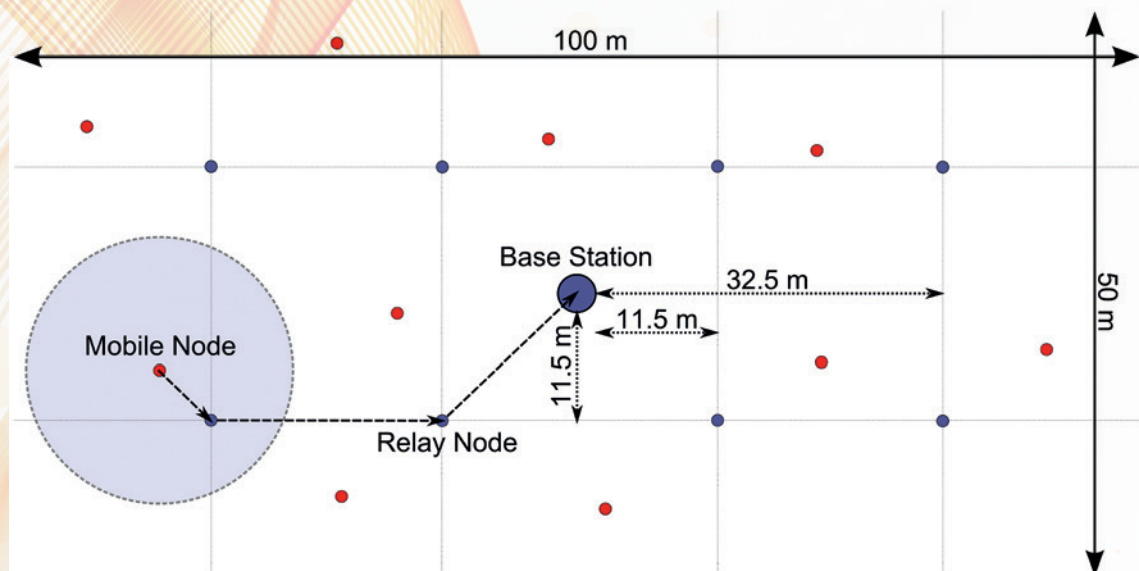 100 m
Base Station
32.5 m
50 m
11.5 m
11.5 m
Mobile Node
Relay Node